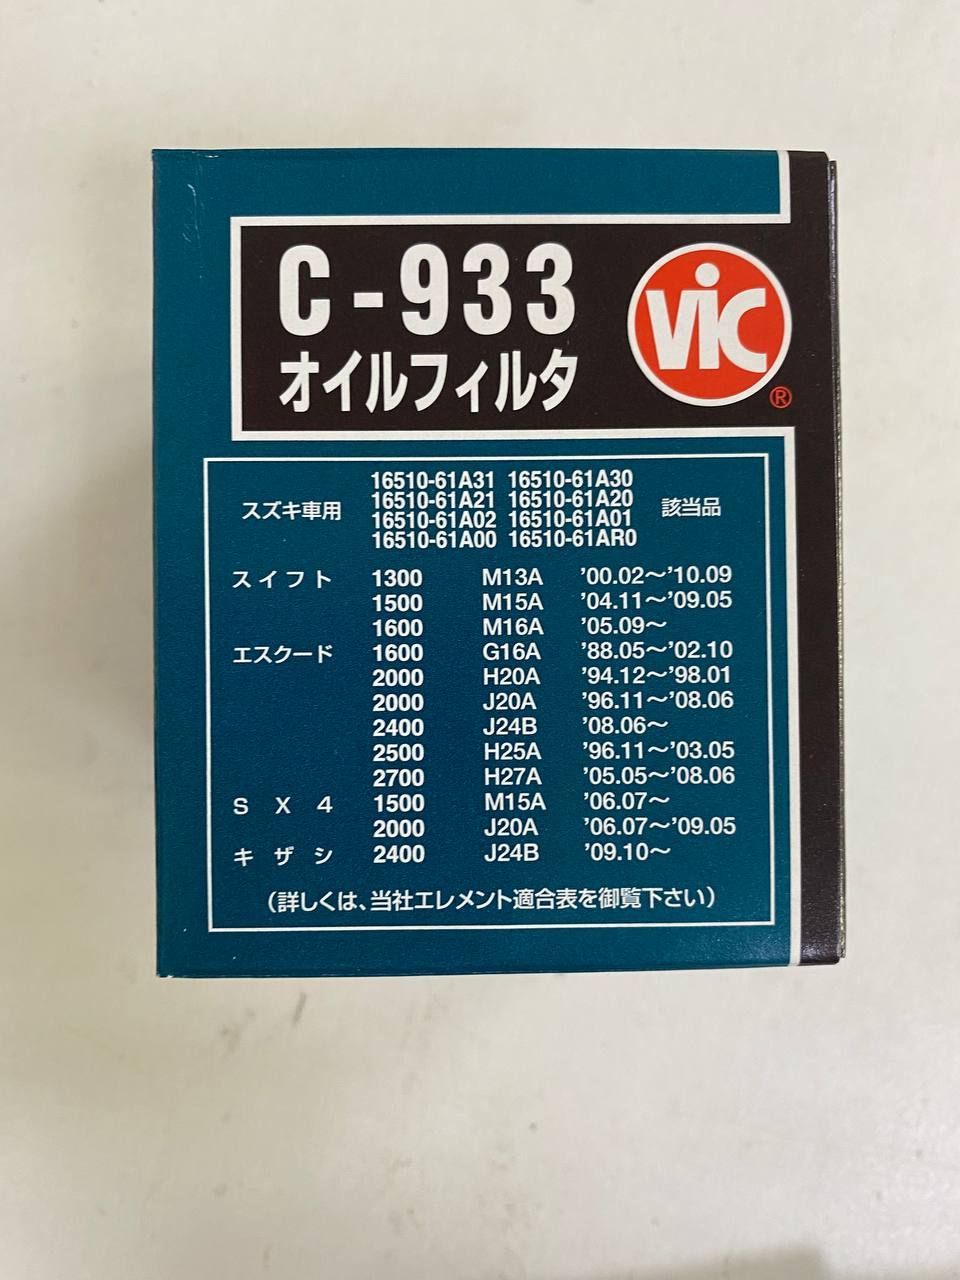 C-933
オイルフィルタ
ViC
®
スズキ車用
16510-61A31 16510-61A30
16510-61A21 16510-61A20
16510-61A02 16510-61A01
16510-61A00 16510-61AR0
該当品
スイフト 1300 M13A '00.02〜'10.09
1500 M15A '04.11〜'09.05
1600 M16A '05.09〜
エスクード 1600 G16A '88.05〜'02.10
2000 H20A '94.12〜'98.01
2000 J20A '96.11〜'08.06
2400 J24B '08.06〜
2500 H25A '96.11〜'03.05
2700 H27A '05.05〜'08.06
SX4 1500 M15A '06.07〜
2000 J20A '06.07〜'09.05
キザシ 2400 J24B '09.10〜
（詳しくは、当社エレメント適合表を御覧下さい）